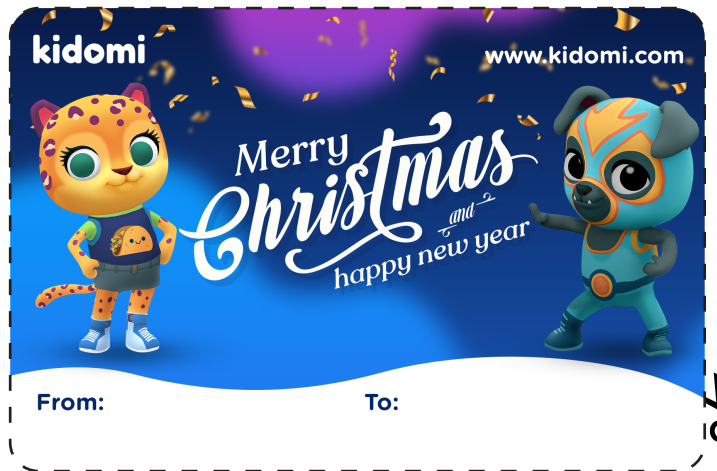 kidomi
www.kidomi.com
Merry
Christmas
and
happy new year
From:
To: